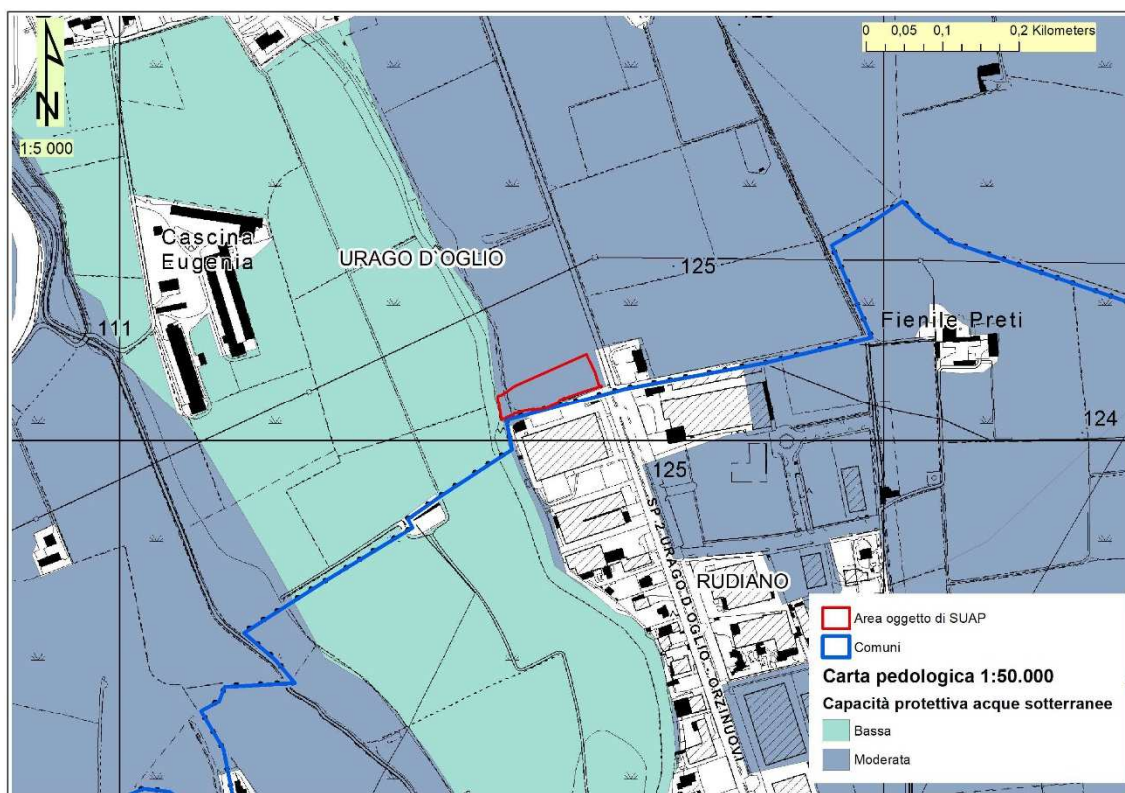 N
1:5 000
0 0,05 0,1 0,2 Kilometers
Cascina
Eugenia
URAGO D`OGLIO
125
111
Fienile Preti
124
125
SP 2 URAGO D'OGLIO - ORZINUOVI
RUDIANO
Area oggetto di SUAP
Comuni
Carta pedologica 1:50.000
Capacità protettiva acque sotterranee
Bassa
Moderata